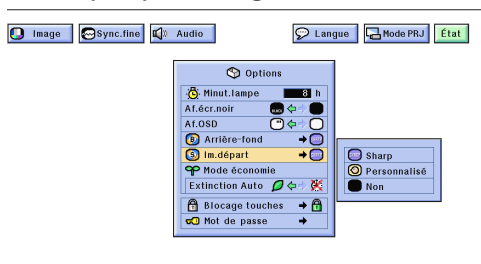 Image
Sync.fine
Audio
Langue
Mode PRJ
État
Options
Minut.lampe 8 h
Af.écr.noir BLACK
Af.OSD
B Arrière-fond
S Im.départ
Mode économie
Extinction Auto
Blocage touches
Mot de passe
Sharp
Personnalisé
Non